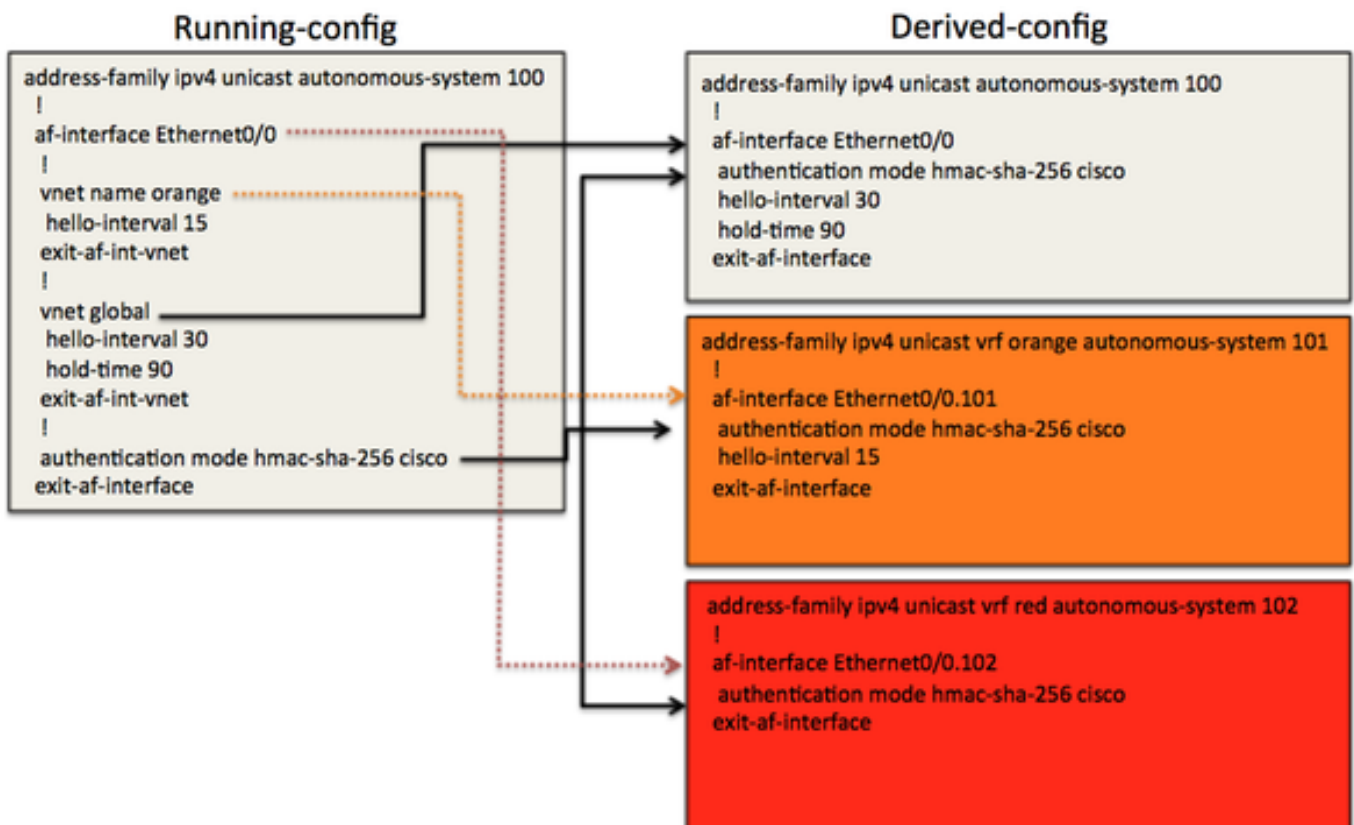 Running-config
address-family ipv4 unicast autonomous-system 100
!
af-interface Ethernet0/0
!
vnet name orange
hello-interval 15
exit-af-int-vnet
!
vnet global
hello-interval 30
hold-time 90
exit-af-int-vnet
!
authentication mode hmac-sha-256 cisco
exit-af-interface
Derived-config
address-family ipv4 unicast autonomous-system 100
!
af-interface Ethernet0/0
authentication mode hmac-sha-256 cisco
hello-interval 30
hold-time 90
exit-af-interface
address-family ipv4 unicast vrf orange autonomous-system 101
!
af-interface Ethernet0/0.101
authentication mode hmac-sha-256 cisco
hello-interval 15
exit-af-interface
address-family ipv4 unicast vrf red autonomous-system 102
!
af-interface Ethernet0/0.102
authentication mode hmac-sha-256 cisco
exit-af-interface